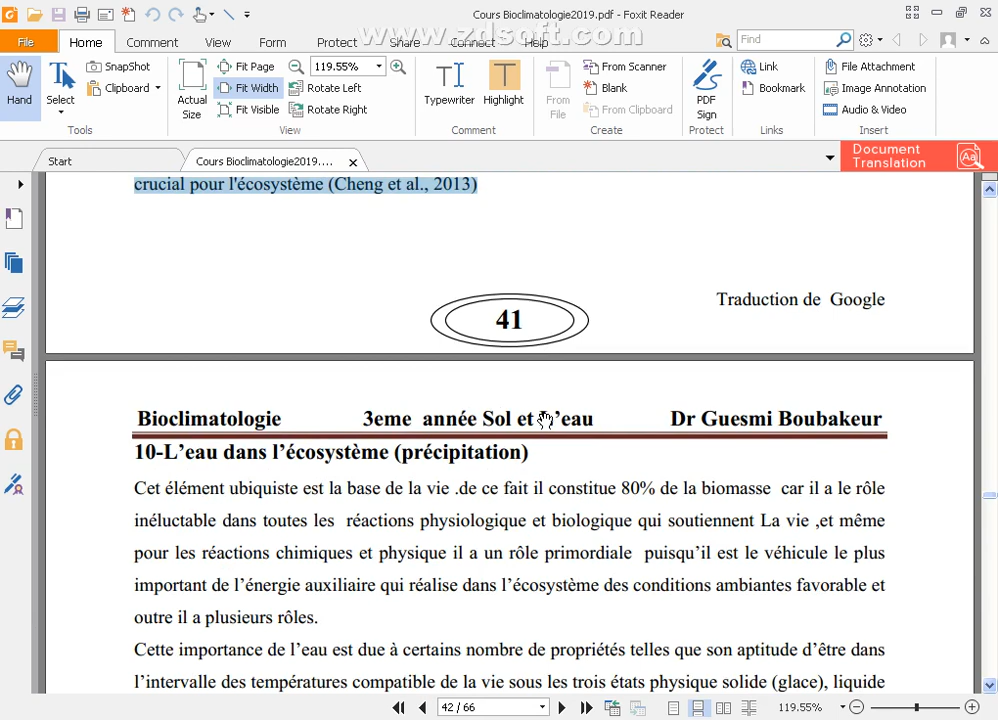 Cours Bioclimatologie2019.pdf - Foxit Reader
www.zdsoft.com
File Home Comment View Form Protect Share Connect Help Find
SnapShot Fit Page 119.55% From Scanner Link File Attachment
Clipboard Fit Width Rotate Left Blank Bookmark Image Annotation
Hand Select Actual Size Fit Visible Rotate Right Typewriter Highlight From File From Clipboard PDF Sign Audio & Video
Tools View Comment Create Protect Links Insert
Start Cours Bioclimatologie2019.... Document Translation
crucial pour l'écosystème (Cheng et al., 2013)
Traduction de Google
41
Bioclimatologie 3eme année Sol et l'eau Dr Guesmi Boubakeur
10-L’eau dans l’écosystème (précipitation)
Cet élément ubiquiste est la base de la vie .de ce fait il constitue 80% de la biomasse car il a le rôle
inéluctable dans toutes les réactions physiologique et biologique qui soutiennent La vie ,et même
pour les réactions chimiques et physique il a un rôle primordiale puisqu’il est le véhicule le plus
important de l’énergie auxiliaire qui réalise dans l’écosystème des conditions ambiantes favorable et
outre il a plusieurs rôles.
Cette importance de l’eau est due à certains nombre de propriétés telles que son aptitude d’être dans
l’intervalle des températures compatible de la vie sous les trois états physique solide (glace), liquide
42 / 66 119.55%